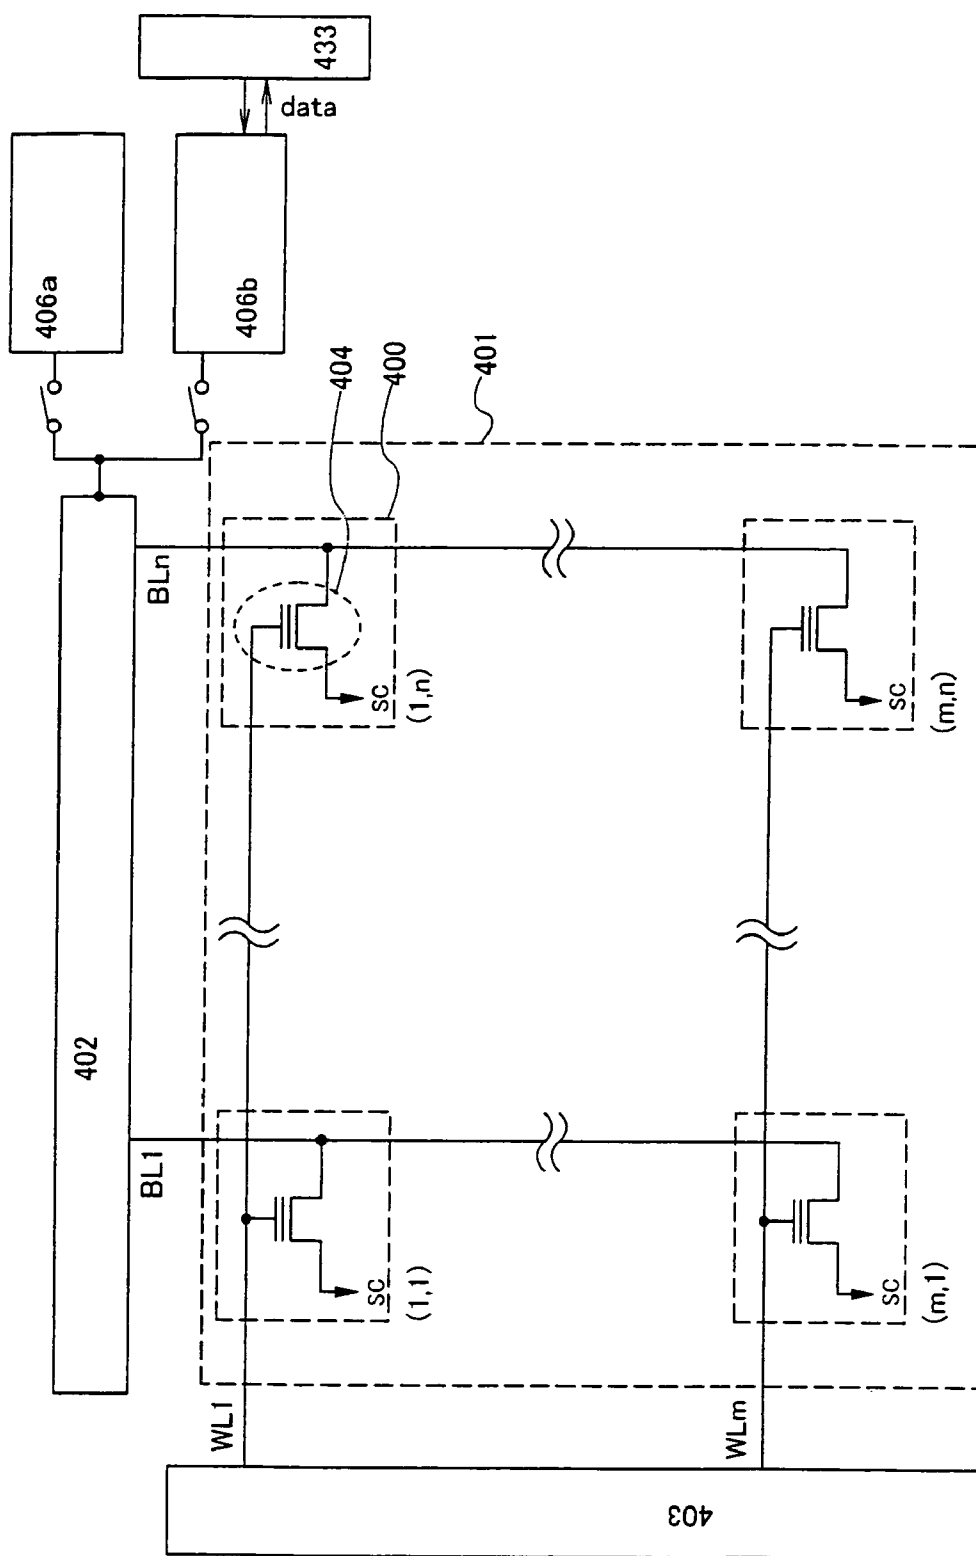 433
data
406a
406b
404
400
401
402
BL1
BLn
WL1
SC
(1,1)
SC
(1,n)
WLm
SC
(m,1)
SC
(m,n)
403